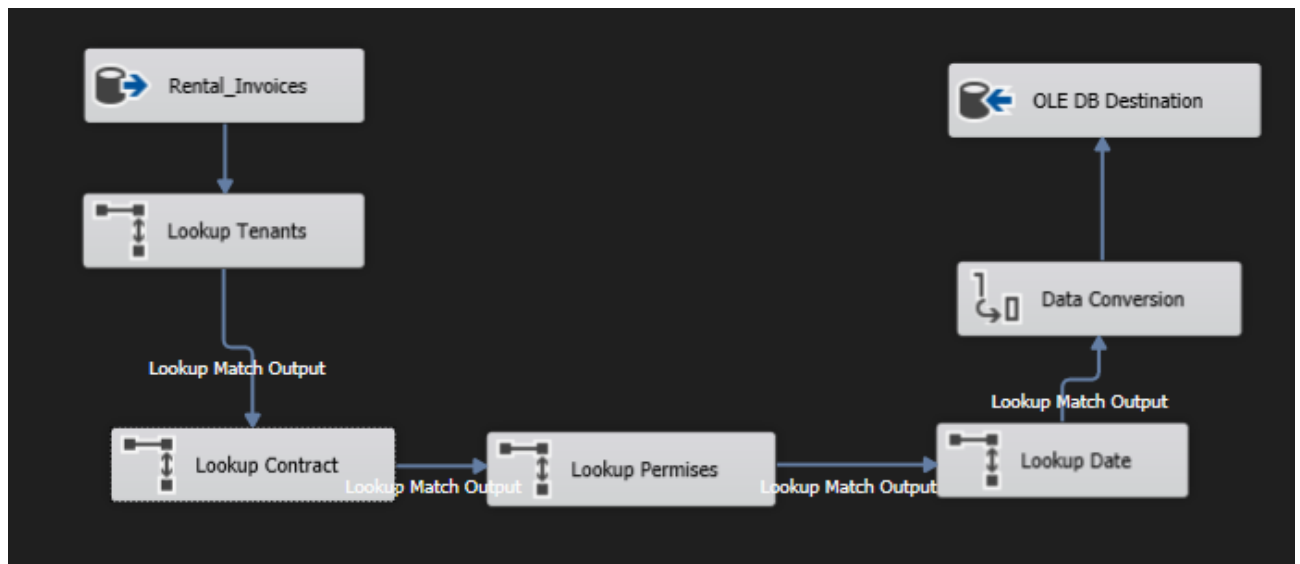 Rental_Invoices
Lookup Tenants
Lookup Match Output
Lookup Contract
Lookup Match Output
Lookup Permises
Lookup Match Output
Lookup Date
Lookup Match Output
Data Conversion
OLE DB Destination